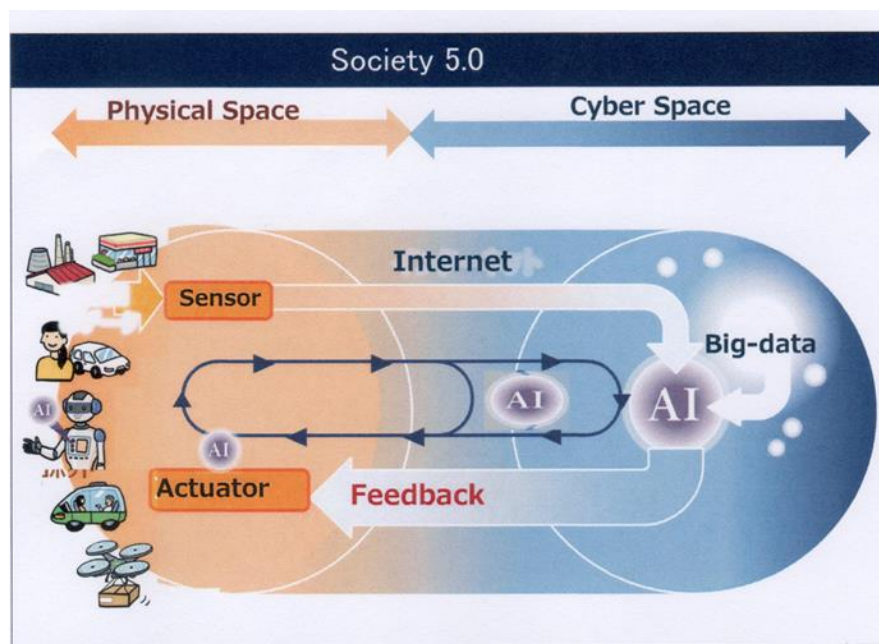 Society 5.0
Physical Space
Cyber Space
Internet
Sensor
Big-data
AI
AI
AI
AI
Actuator
Feedback